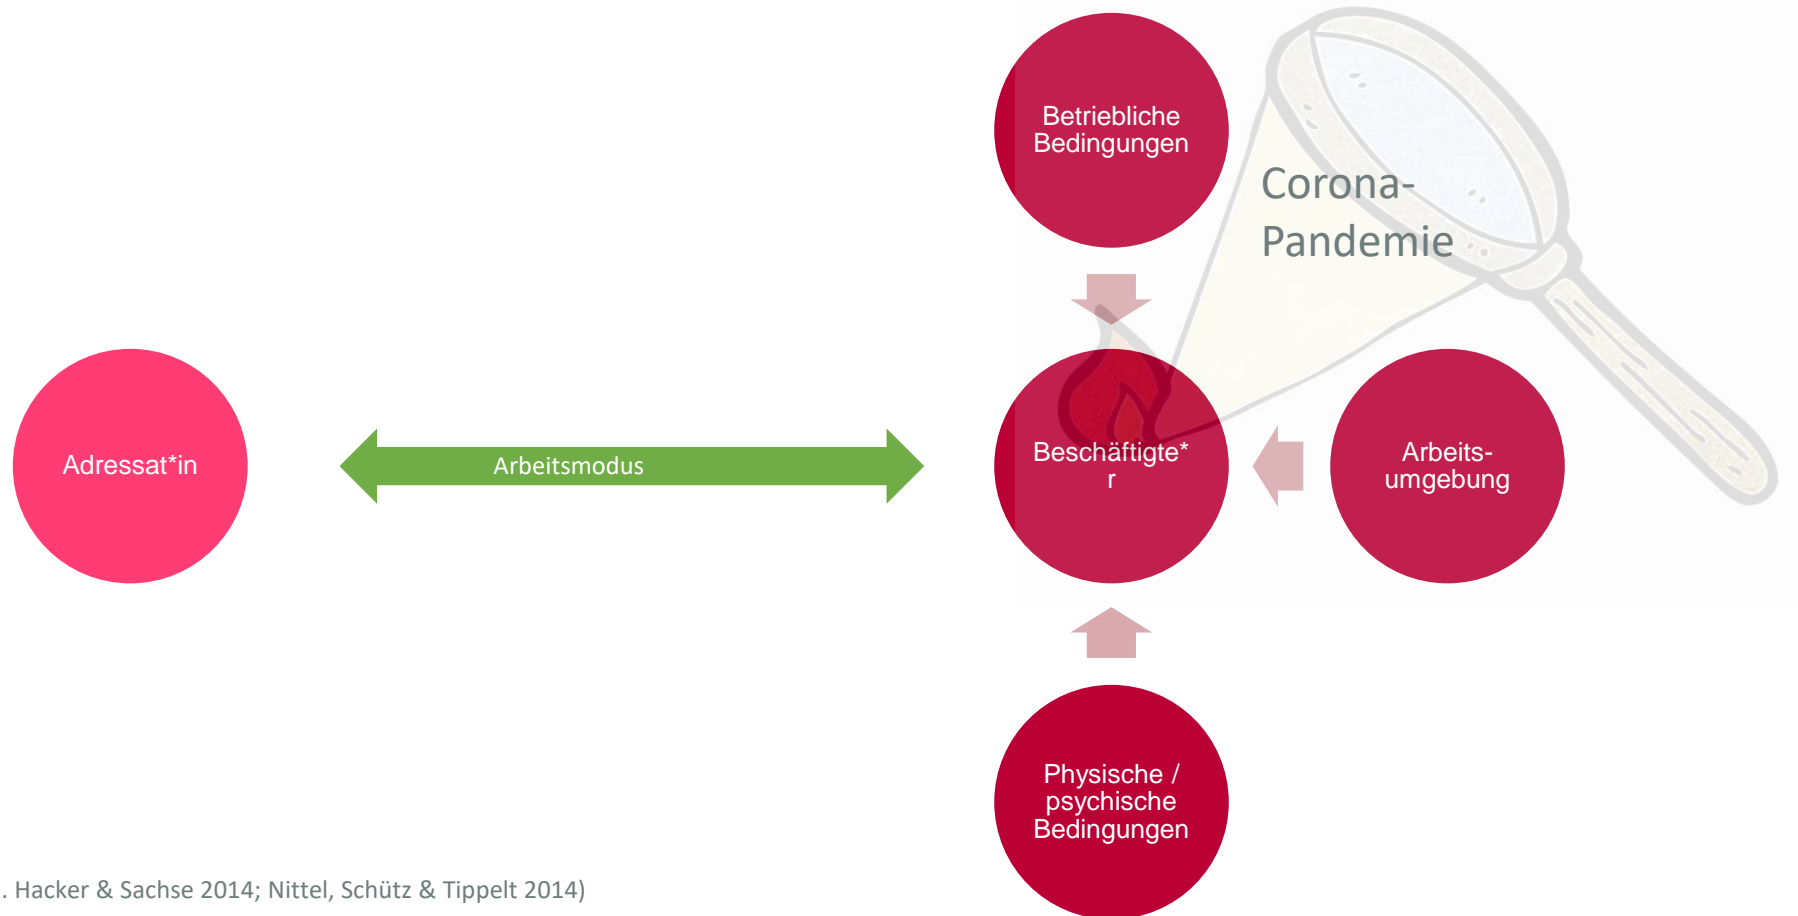 Betriebliche
Bedingungen
Corona-
Pandemie
Adressat*in
Arbeitsmodus
Beschäftigte*
r
Arbeits-
umgebung
Physische /
psychische
Bedingungen
. Hacker & Sachse 2014; Nittel, Schütz & Tippelt 2014)